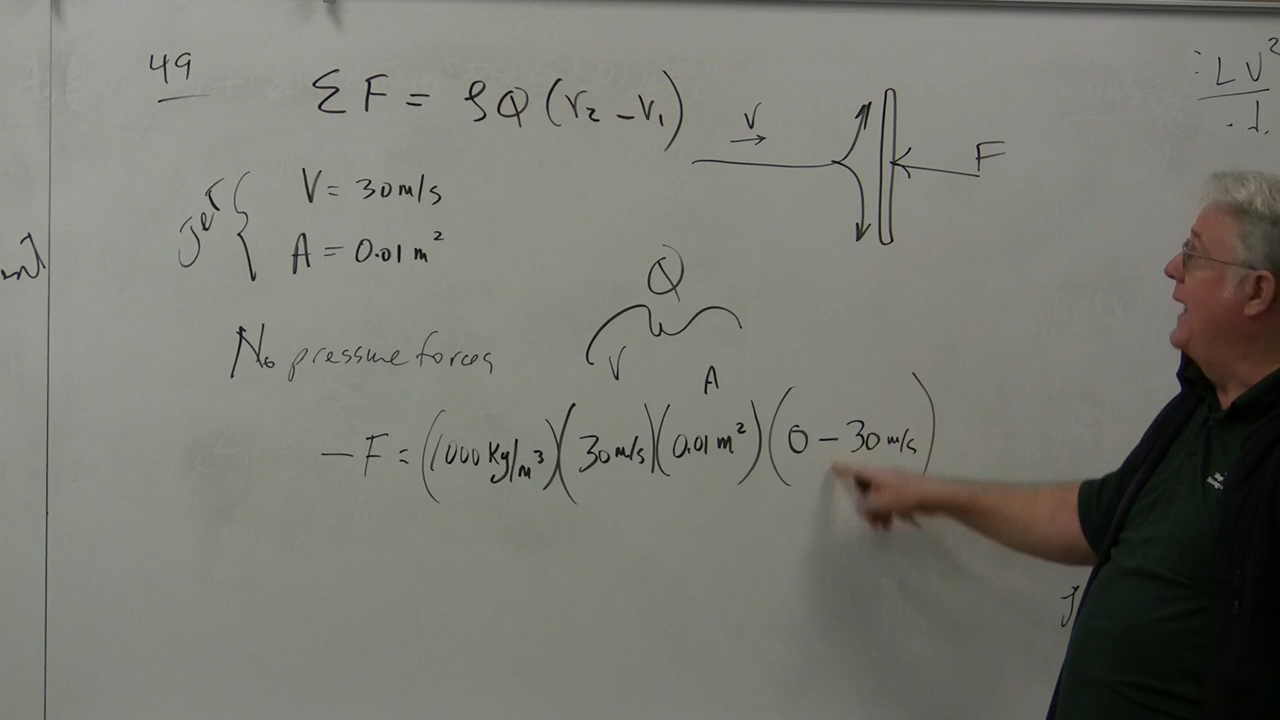 49
ΣF = ρQ(v₂ - v₁)
V
F
LV²
Jet { V = 30 m/s
A = 0.01 m²
Q
No pressure forces
V
A
-F = (1000 Kg/m³)(30 m/s)(0.01 m²)(0 - 30 m/s)